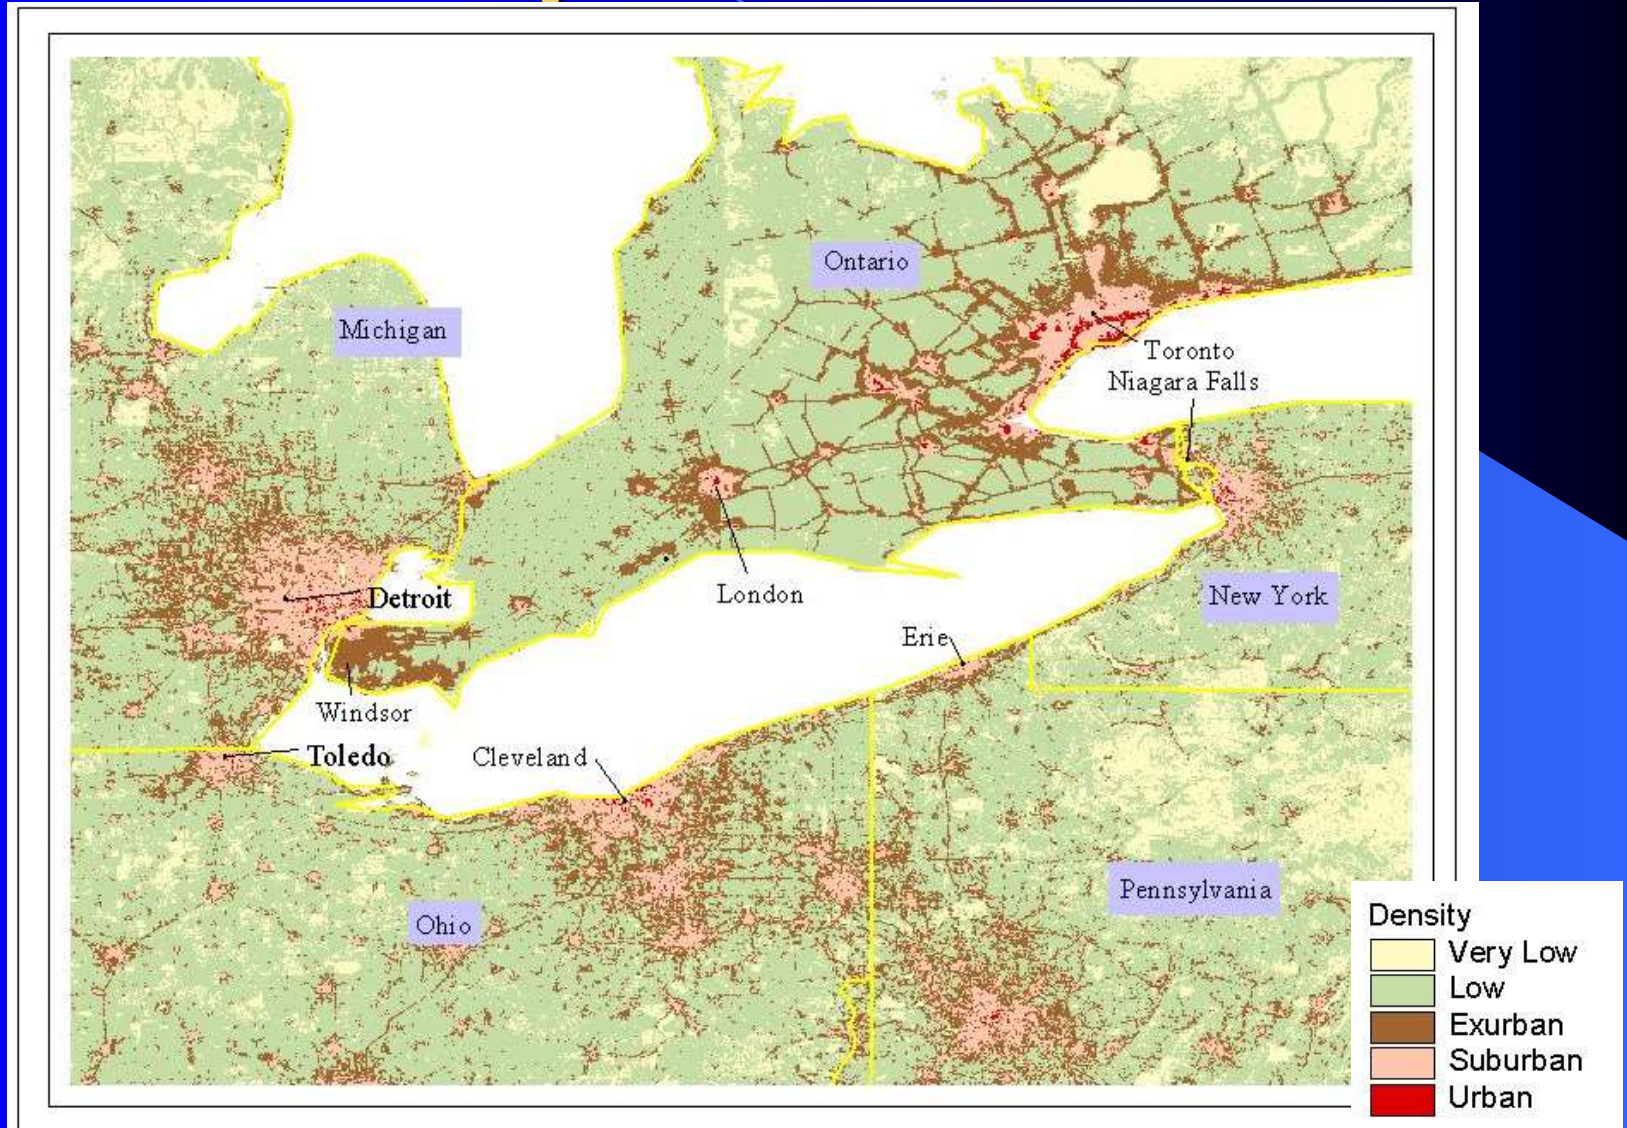 Ontario
Michigan
Toronto
Niagara Falls
London
New York
Detroit
Erie
Windsor
Toledo
Cleveland
Pennsylvania
Ohio
Density
Very Low
Low
Exurban
Suburban
Urban